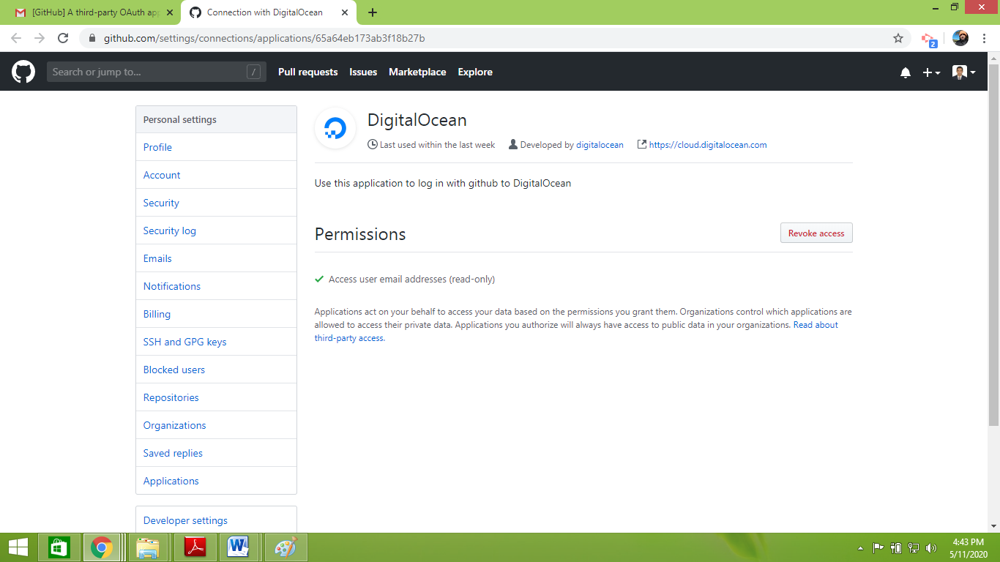 [GitHub] A third-party OAuth app
Connection with DigitalOcean
github.com/settings/connections/applications/65a64eb173ab3f18b27b
2
Search or jump to...
/
Pull requests
Issues
Marketplace
Explore
Personal settings
Profile
Account
Security
Security log
Emails
Notifications
Billing
SSH and GPG keys
Blocked users
Repositories
Organizations
Saved replies
Applications
Developer settings
DigitalOcean
Last used within the last week
Developed by digitalocean
https://cloud.digitalocean.com
Use this application to log in with github to DigitalOcean
Permissions
Revoke access
Access user email addresses (read-only)
Applications act on your behalf to access your data based on the permissions you grant them. Organizations control which applications are
allowed to access their private data. Applications you authorize will always have access to public data in your organizations. Read about
third-party access.
4:43 PM
5/11/2020